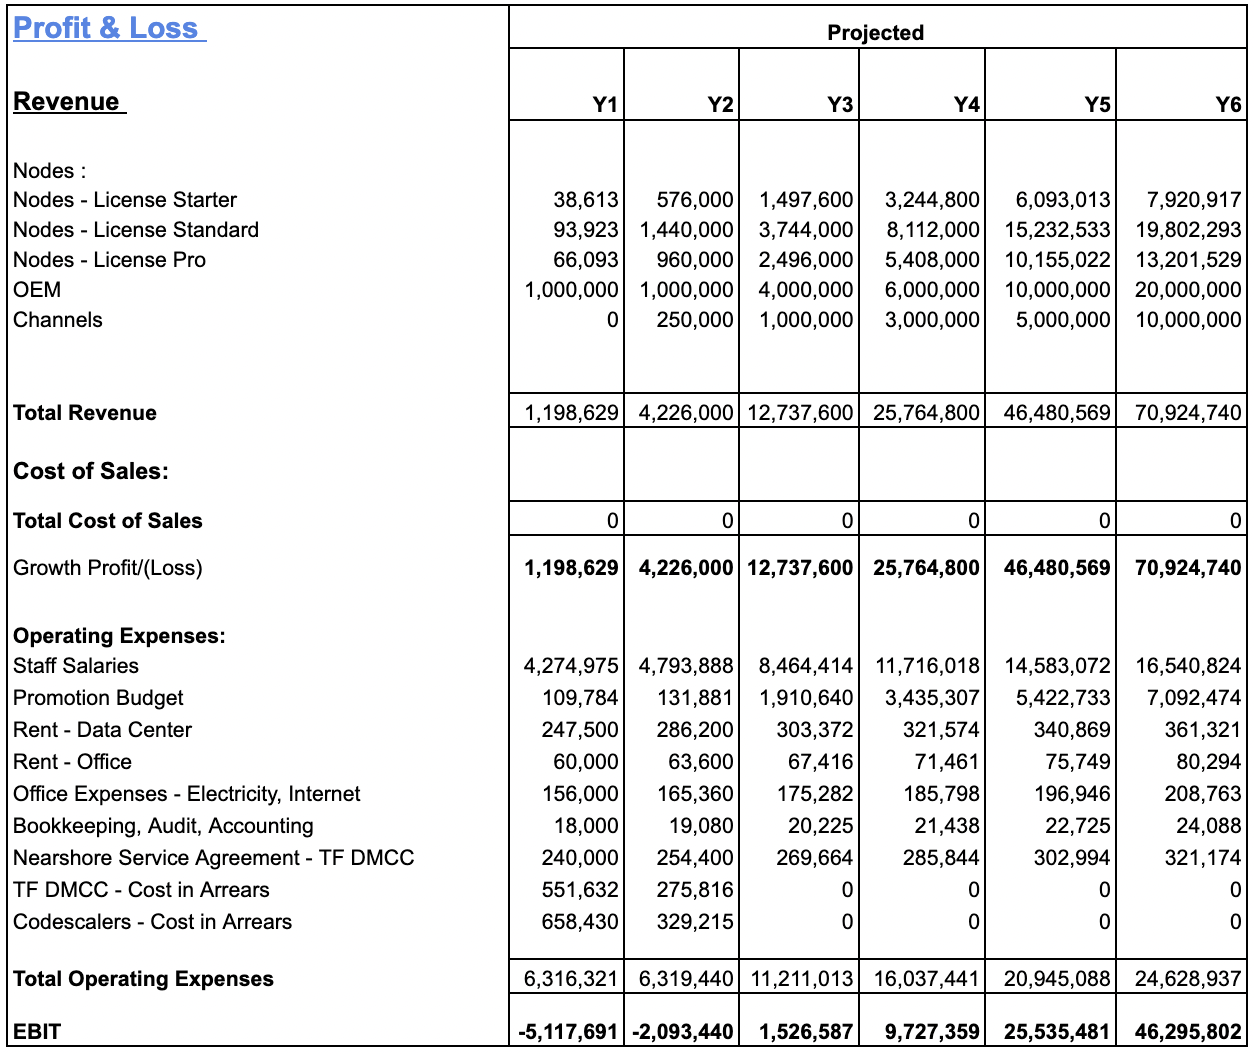 Profit & Loss
Projected
Revenue Y1 Y2 Y3 Y4 Y5 Y6
Nodes :
Nodes - License Starter 38,613 576,000 1,497,600 3,244,800 6,093,013 7,920,917
Nodes - License Standard 93,923 1,440,000 3,744,000 8,112,000 15,232,533 19,802,293
Nodes - License Pro 66,093 960,000 2,496,000 5,408,000 10,155,022 13,201,529
OEM 1,000,000 1,000,000 4,000,000 6,000,000 10,000,000 20,000,000
Channels 0 250,000 1,000,000 3,000,000 5,000,000 10,000,000
Total Revenue 1,198,629 4,226,000 12,737,600 25,764,800 46,480,569 70,924,740
Cost of Sales:
Total Cost of Sales 0 0 0 0 0 0
Growth Profit/(Loss) 1,198,629 4,226,000 12,737,600 25,764,800 46,480,569 70,924,740
Operating Expenses:
Staff Salaries 4,274,975 4,793,888 8,464,414 11,716,018 14,583,072 16,540,824
Promotion Budget 109,784 131,881 1,910,640 3,435,307 5,422,733 7,092,474
Rent - Data Center 247,500 286,200 303,372 321,574 340,869 361,321
Rent - Office 60,000 63,600 67,416 71,461 75,749 80,294
Office Expenses - Electricity, Internet 156,000 165,360 175,282 185,798 196,946 208,763
Bookkeeping, Audit, Accounting 18,000 19,080 20,225 21,438 22,725 24,088
Nearshore Service Agreement - TF DMCC 240,000 254,400 269,664 285,844 302,994 321,174
TF DMCC - Cost in Arrears 551,632 275,816 0 0 0 0
Codescalers - Cost in Arrears 658,430 329,215 0 0 0 0
Total Operating Expenses 6,316,321 6,319,440 11,211,013 16,037,441 20,945,088 24,628,937
EBIT -5,117,691 -2,093,440 1,526,587 9,727,359 25,535,481 46,295,802